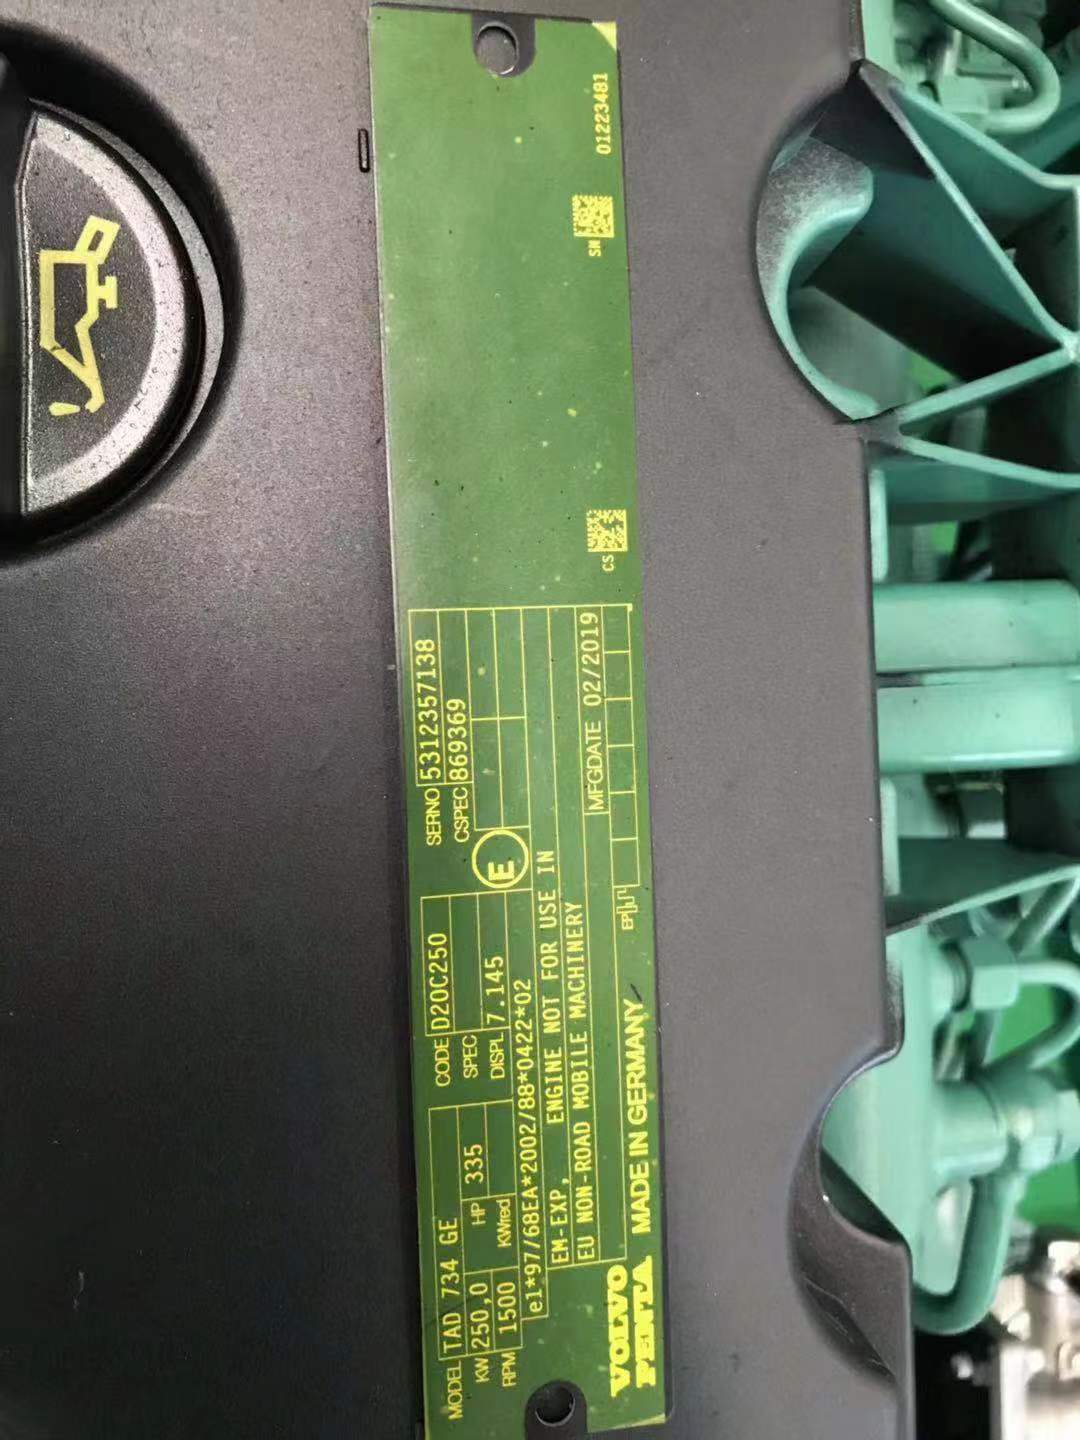 MODEL TAD 734 GE
KW 250,0 HP 335
RPM 1500 KWred
CODE D20C250
SPEC
DISPL 7.145
SERNO 5312357138
CSPEC 869369
E
e1*97/68EA*2002/88*0422*02
EM-EXP, ENGINE NOT FOR USE IN
EU NON-ROAD MOBILE MACHINERY
MFGDATE 02/2019
VOLVO
PENTA
MADE IN GERMANY
EP
CS
SN
01223481